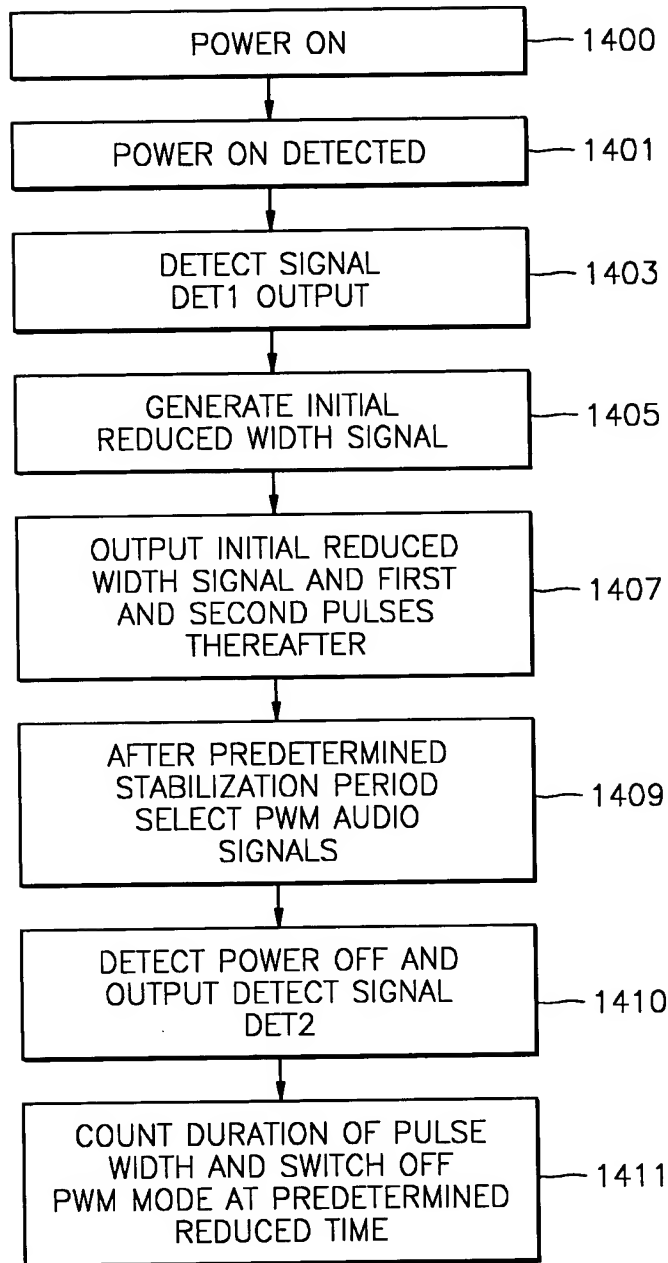 POWER ON
1400
POWER ON DETECTED
1401
DETECT SIGNAL
DET1 OUTPUT
1403
GENERATE INITIAL
REDUCED WIDTH SIGNAL
1405
OUTPUT INITIAL REDUCED
WIDTH SIGNAL AND FIRST
AND SECOND PULSES
THEREAFTER
1407
AFTER PREDETERMINED
STABILIZATION PERIOD
SELECT PWM AUDIO
SIGNALS
1409
DETECT POWER OFF AND
OUTPUT DETECT SIGNAL
DET2
1410
COUNT DURATION OF PULSE
WIDTH AND SWITCH OFF
PWM MODE AT PREDETERMINED
REDUCED TIME
1411